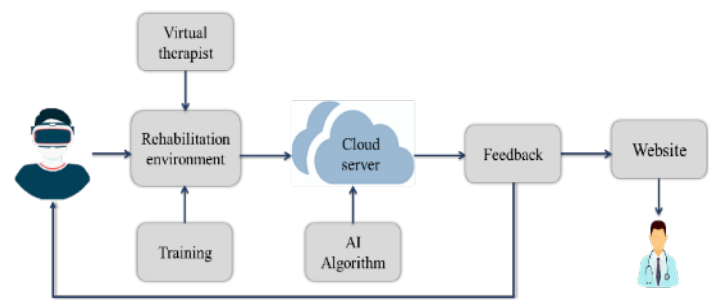 Virtual
therapist
Rehabilitation
environment
Cloud
server
Feedback
Website
Training
AI
Algorithm